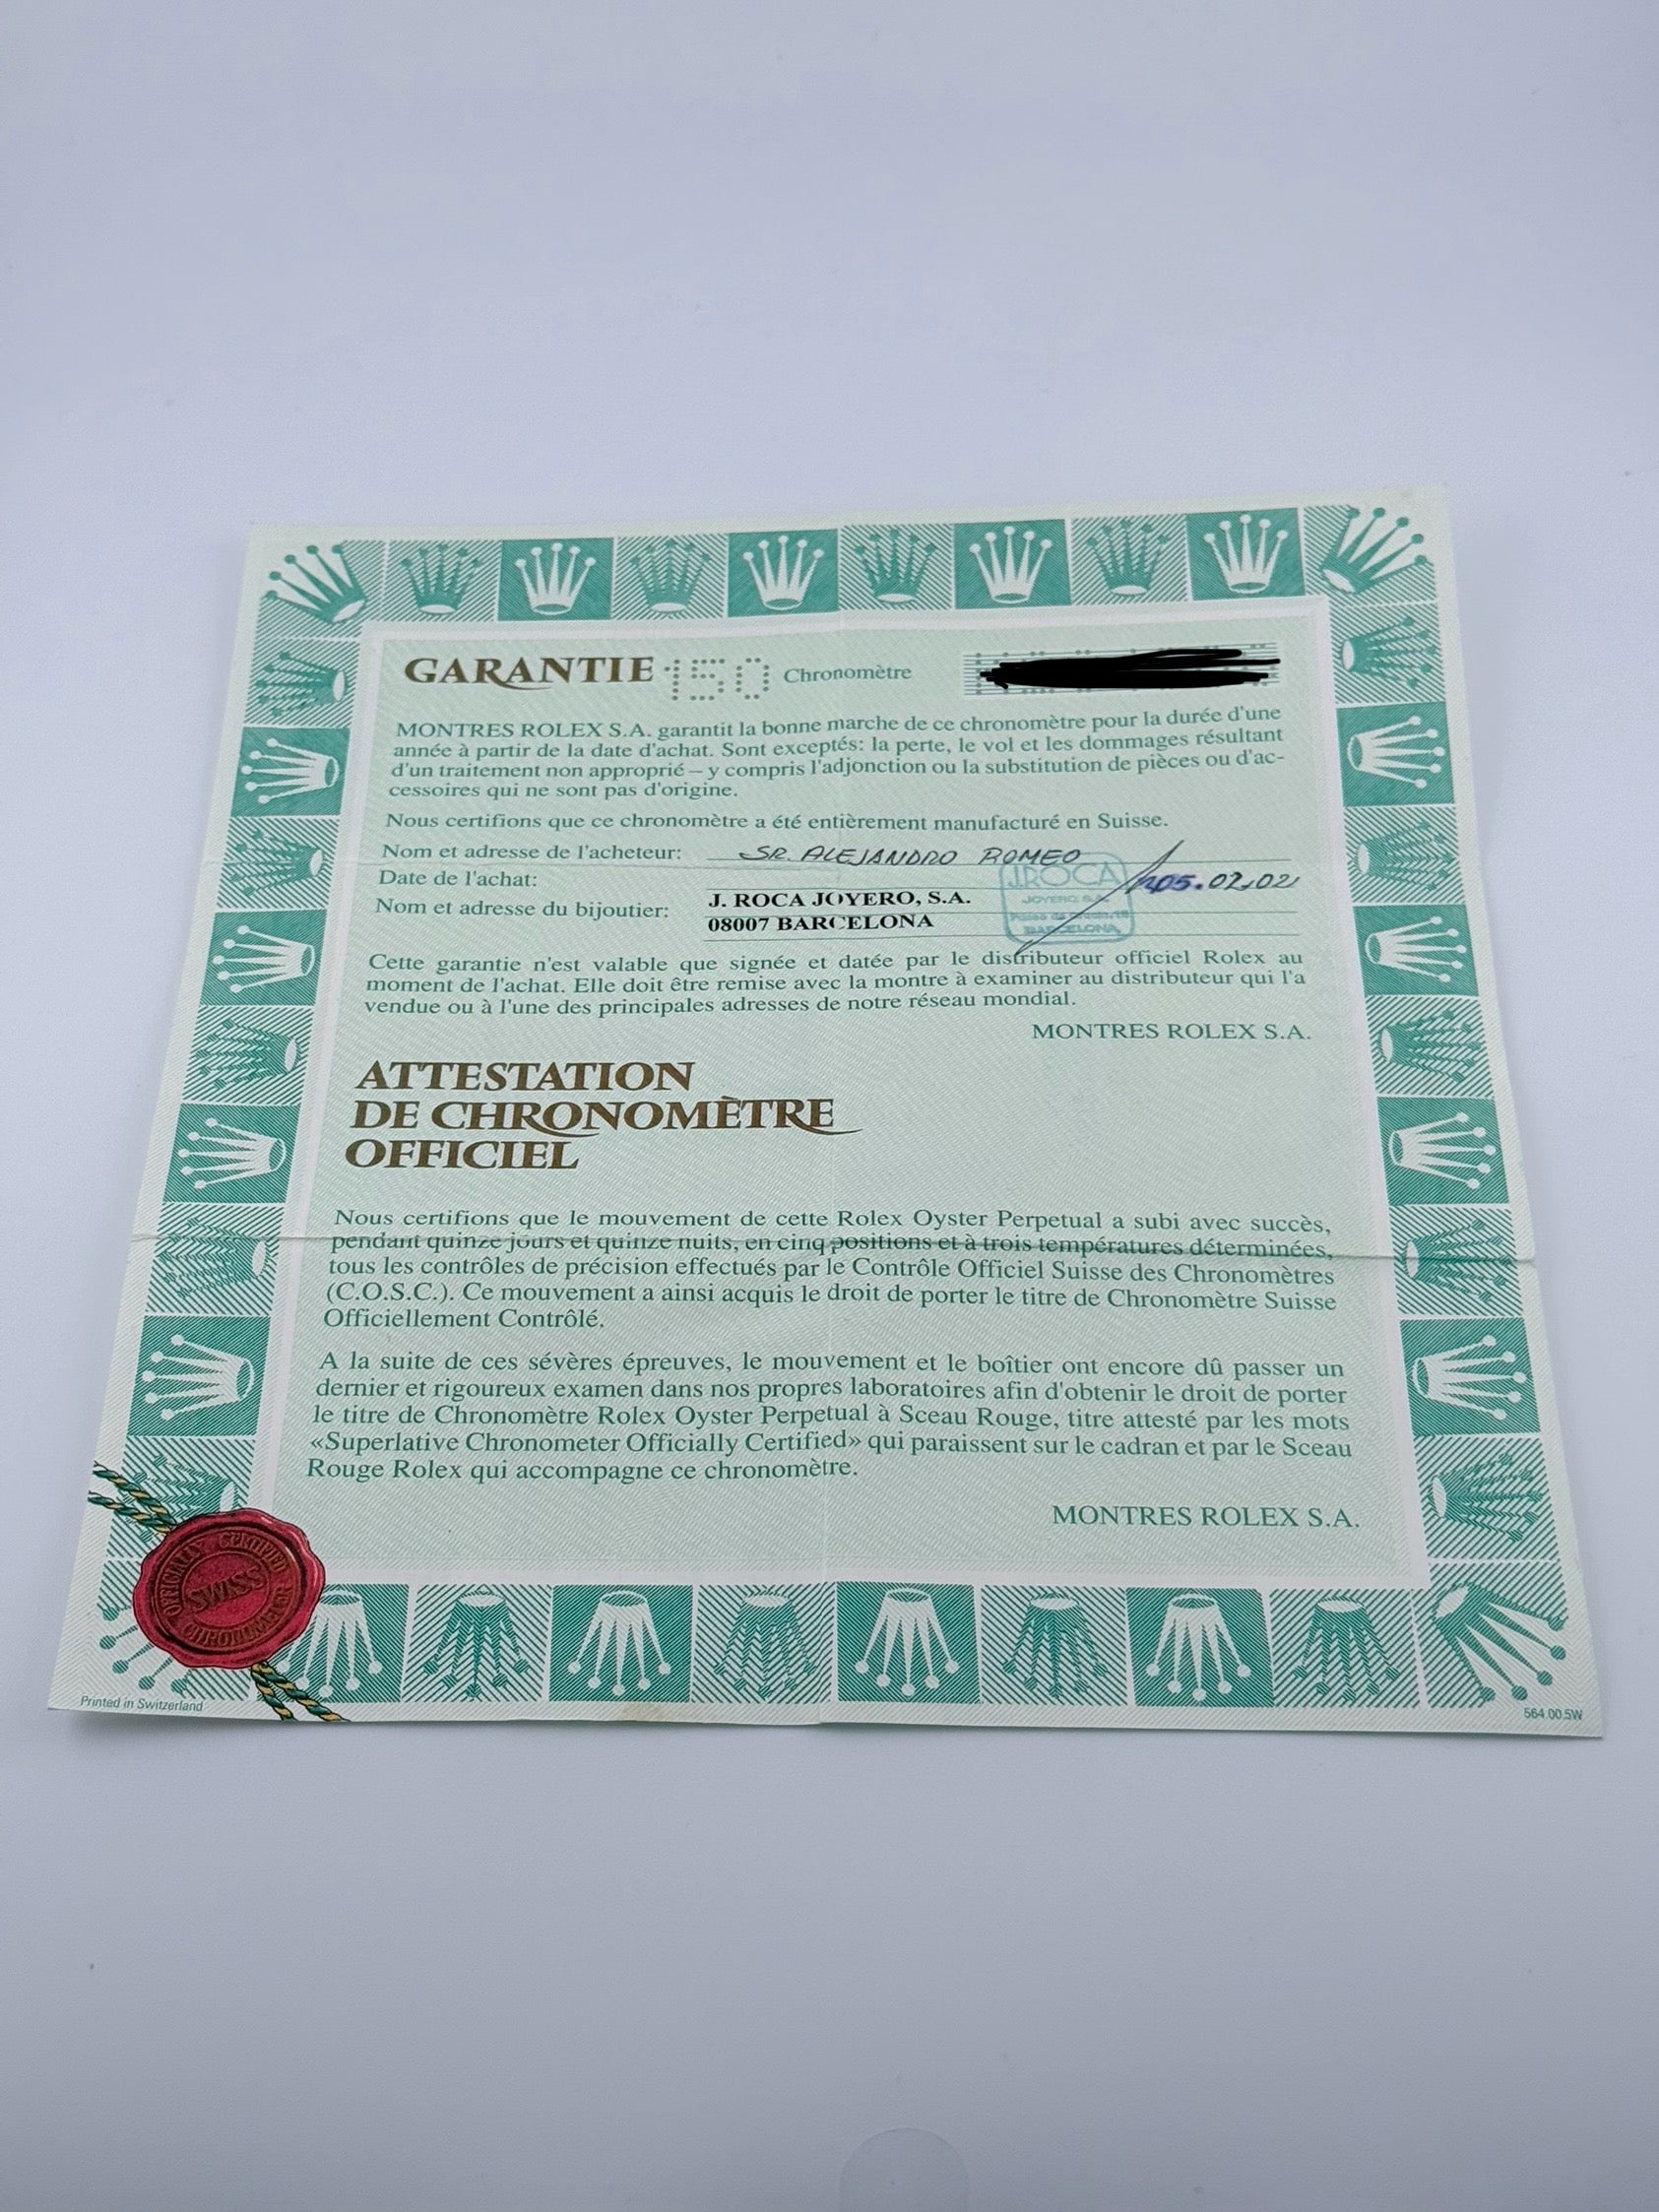 GARANTIE 150 Chronomètre
MONTRES ROLEX S.A. garantit la bonne marche de ce chronomètre pour la durée d'une
année à partir de la date d'achat. Sont exceptés: la perte, le vol et les dommages résultant
d'un traitement non approprié – y compris l'adjonction ou la substitution de pièces ou d'ac-
cessoires qui ne sont pas d'origine.
Nous certifions que ce chronomètre a été entièrement manufacturé en Suisse.
Nom et adresse de l'acheteur: SR. ALEJANDRO ROMEO
Date de l'achat: 05.02.02
Nom et adresse du bijoutier: J. ROCA JOYERO, S.A.
08007 BARCELONA
J.ROCA
JOYERO S.A.
BARCELONA
Cette garantie n'est valable que signée et datée par le distributeur officiel Rolex au
moment de l'achat. Elle doit être remise avec la montre à examiner au distributeur qui l'a
vendue ou à l'une des principales adresses de notre réseau mondial.
MONTRES ROLEX S.A.
ATTESTATION
DE CHRONOMÈTRE
OFFICIEL
Nous certifions que le mouvement de cette Rolex Oyster Perpetual a subi avec succès,
pendant quinze jours et quinze nuits, en cinq positions et à trois températures déterminées,
tous les contrôles de précision effectués par le Contrôle Officiel Suisse des Chronomètres
(C.O.S.C.). Ce mouvement a ainsi acquis le droit de porter le titre de Chronomètre Suisse
Officiellement Contrôlé.
A la suite de ces sévères épreuves, le mouvement et le boîtier ont encore dû passer un
dernier et rigoureux examen dans nos propres laboratoires afin d'obtenir le droit de porter
le titre de Chronomètre Rolex Oyster Perpetual à Sceau Rouge, titre attesté par les mots
«Superlative Chronometer Officially Certified» qui paraissent sur le cadran et par le Sceau
Rouge Rolex qui accompagne ce chronomètre.
MONTRES ROLEX S.A.
OFFICIALLY CERTIFIED
SWISS
CHRONOMETER
Printed in Switzerland
564.00.5W